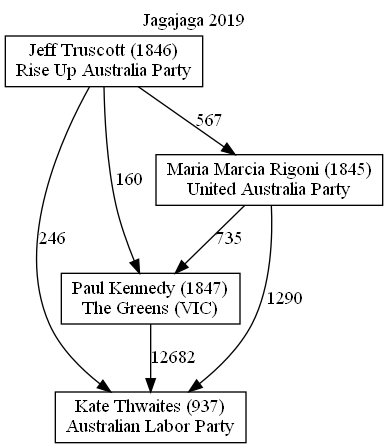 Jagajaga 2019
Jeff Truscott (1846)
Rise Up Australia Party
567
Maria Marcia Rigoni (1845)
United Australia Party
160
246
735
Paul Kennedy (1847)
The Greens (VIC)
1290
12682
Kate Thwaites (937)
Australian Labor Party